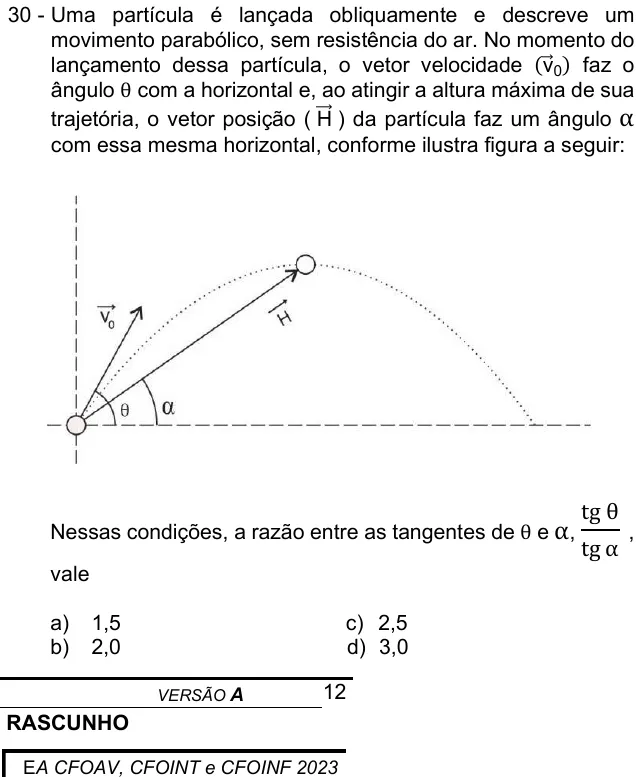 30 - Uma partícula é lançada obliquamente e descreve um
movimento parabólico, sem resistência do ar. No momento do
lançamento dessa partícula, o vetor velocidade (v⃗₀) faz o
ângulo θ com a horizontal e, ao atingir a altura máxima de sua
trajetória, o vetor posição ( H⃗ ) da partícula faz um ângulo α
com essa mesma horizontal, conforme ilustra figura a seguir:
v⃗₀
H⃗
θ
α
Nessas condições, a razão entre as tangentes de θ e α, tg θ / tg α ,
vale
a) 1,5 c) 2,5
b) 2,0 d) 3,0
VERSÃO A 12
RASCUNHO
EA CFOAV, CFOINT e CFOINF 2023